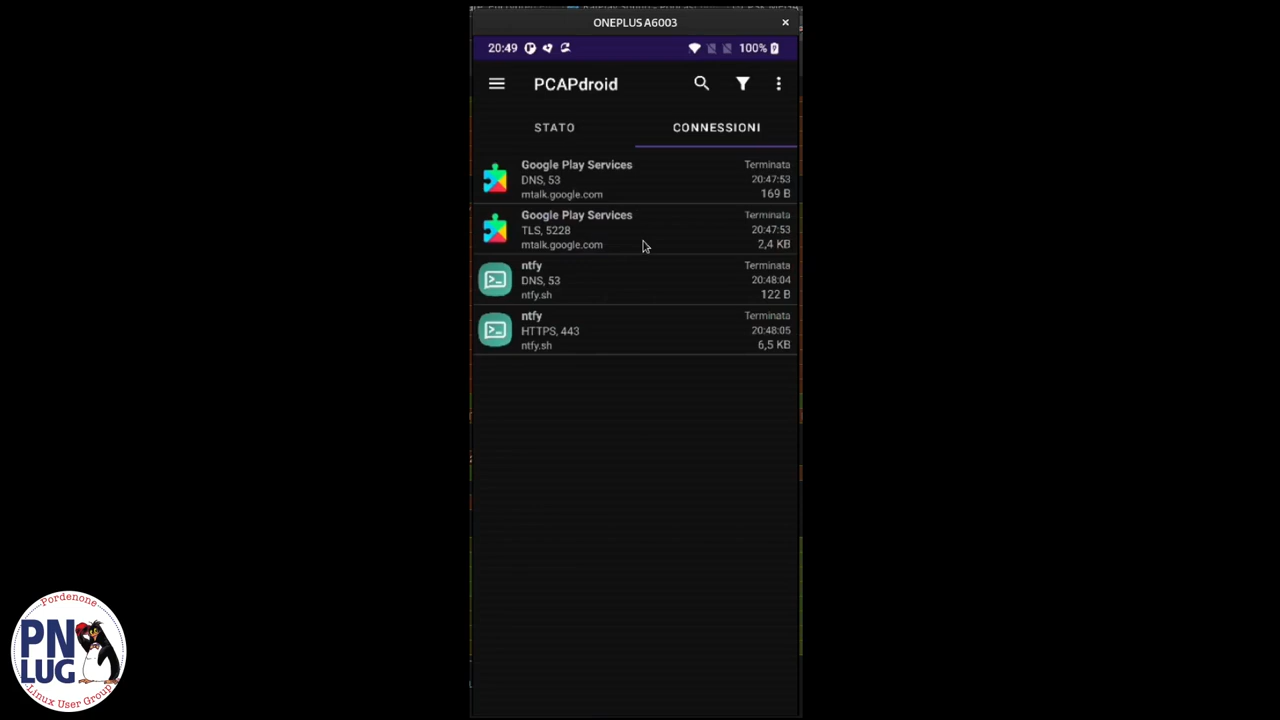 ONEPLUS A6003
20:49
100%
PCAPdroid
STATO
CONNESSIONI
Google Play Services
Terminata
DNS, 53
20:47:53
mtalk.google.com
169 B
Google Play Services
Terminata
TLS, 5228
20:47:53
mtalk.google.com
2,4 KB
ntfy
Terminata
DNS, 53
20:48:04
ntfy.sh
122 B
ntfy
Terminata
HTTPS, 443
20:48:05
ntfy.sh
6,5 KB
Pordenone
PN
LUG
Linux User Group